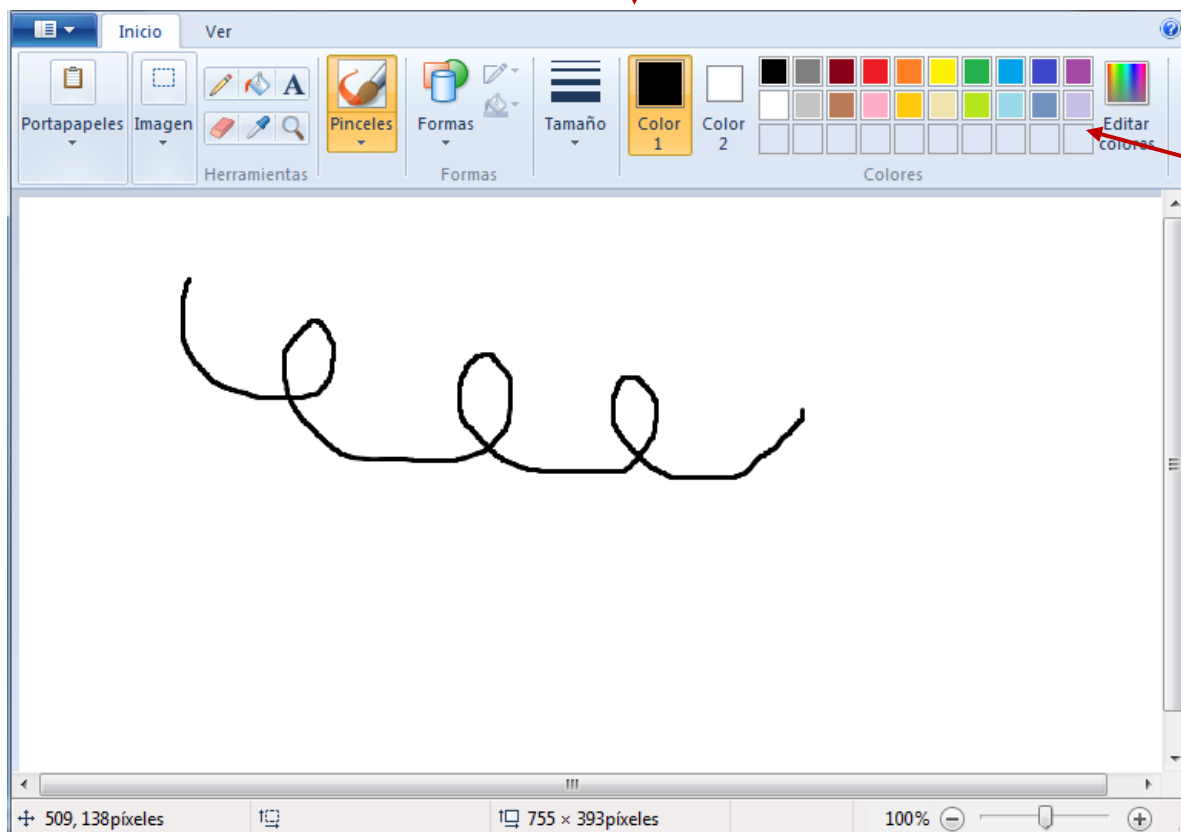 Inicio Ver
Portapapeles Imagen A Pinceles Formas Tamaño Color 1 Color 2 Editar colores
Herramientas Formas Colores
509, 138píxeles 755 × 393píxeles 100%